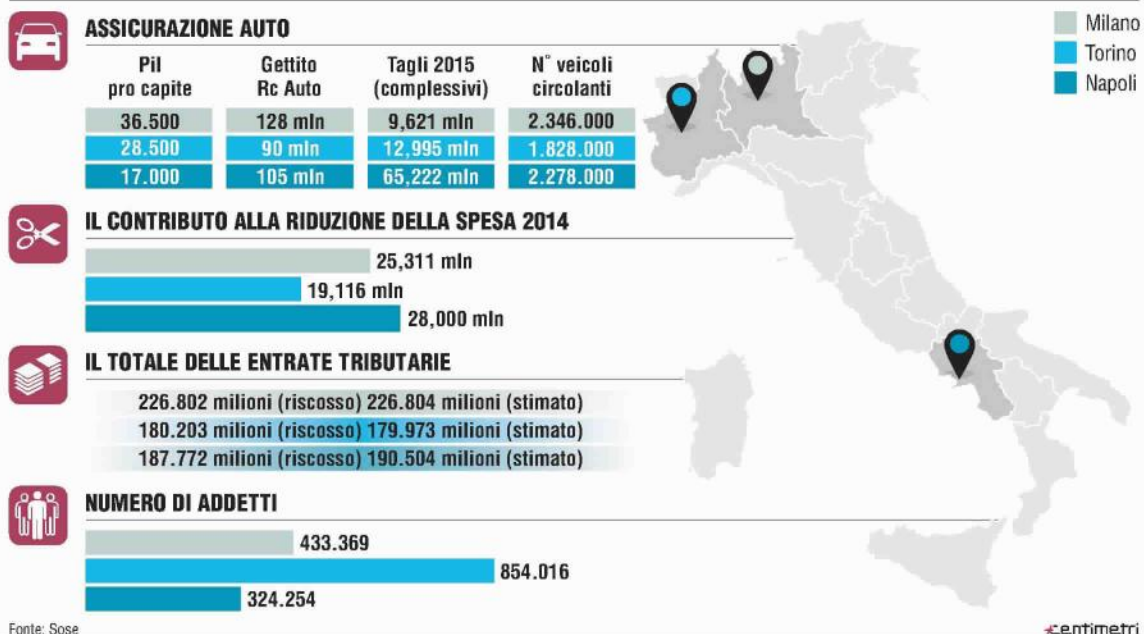 ASSICURAZIONE AUTO
Milano
Torino
Napoli
Pil pro capite
Gettito Rc Auto
Tagli 2015 (complessivi)
N° veicoli circolanti
36.500 128 mln 9,621 mln 2.346.000
28.500 90 mln 12,995 mln 1.828.000
17.000 105 mln 65,222 mln 2.278.000
IL CONTRIBUTO ALLA RIDUZIONE DELLA SPESA 2014
25,311 mln
19,116 mln
28,000 mln
IL TOTALE DELLE ENTRATE TRIBUTARIE
226.802 milioni (riscosso) 226.804 milioni (stimato)
180.203 milioni (riscosso) 179.973 milioni (stimato)
187.772 milioni (riscosso) 190.504 milioni (stimato)
NUMERO DI ADDETTI
433.369
854.016
324.254
Fonte: Sose
centimetri